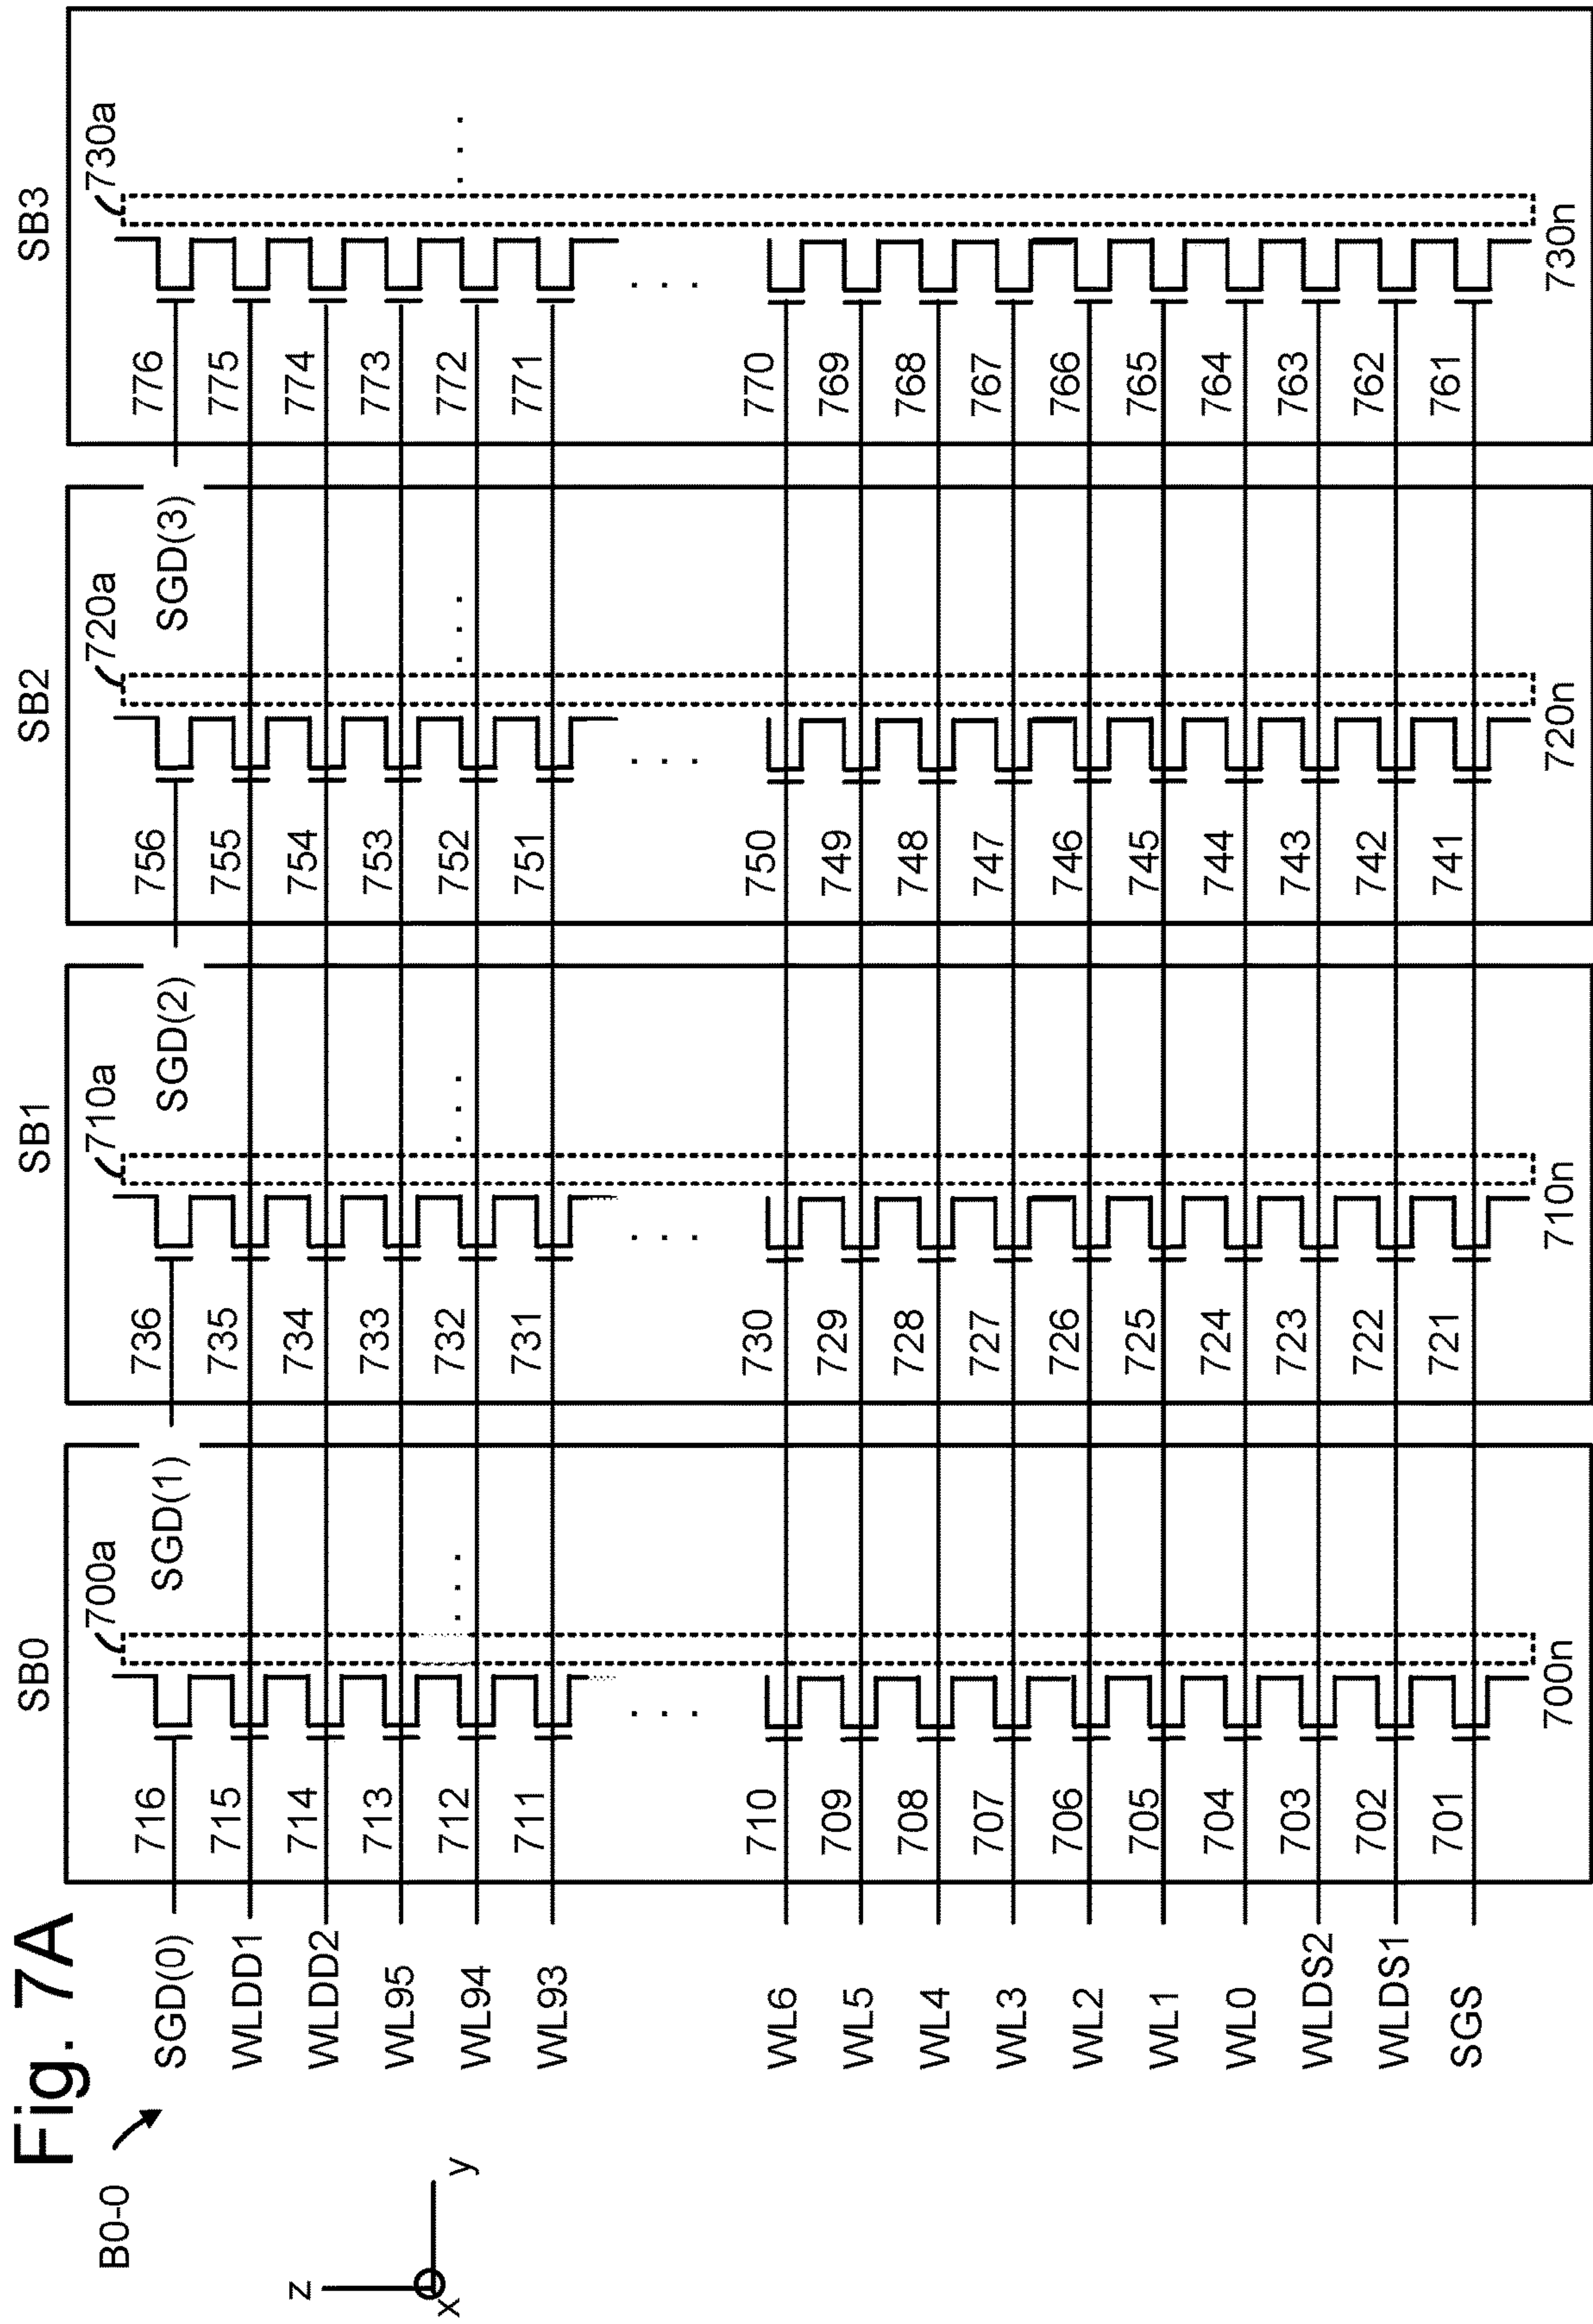 Fig. 7A
B0-0
z
y
x
SB0
SB1
SB2
SB3
700a
710a
720a
730a
SGD(0)
716
SGD(1)
736
SGD(2)
756
SGD(3)
776
WLDD1
715
735
755
775
WLDD2
714
734
754
774
WL95
713
733
753
773
WL94
712
732
752
772
WL93
711
731
751
771
WL6
710
730
750
770
WL5
709
729
749
769
WL4
708
728
748
768
WL3
707
727
747
767
WL2
706
726
746
766
WL1
705
725
745
765
WL0
704
724
744
764
WLDS2
703
723
743
763
WLDS1
702
722
742
762
SGS
701
721
741
761
700n
710n
720n
730n